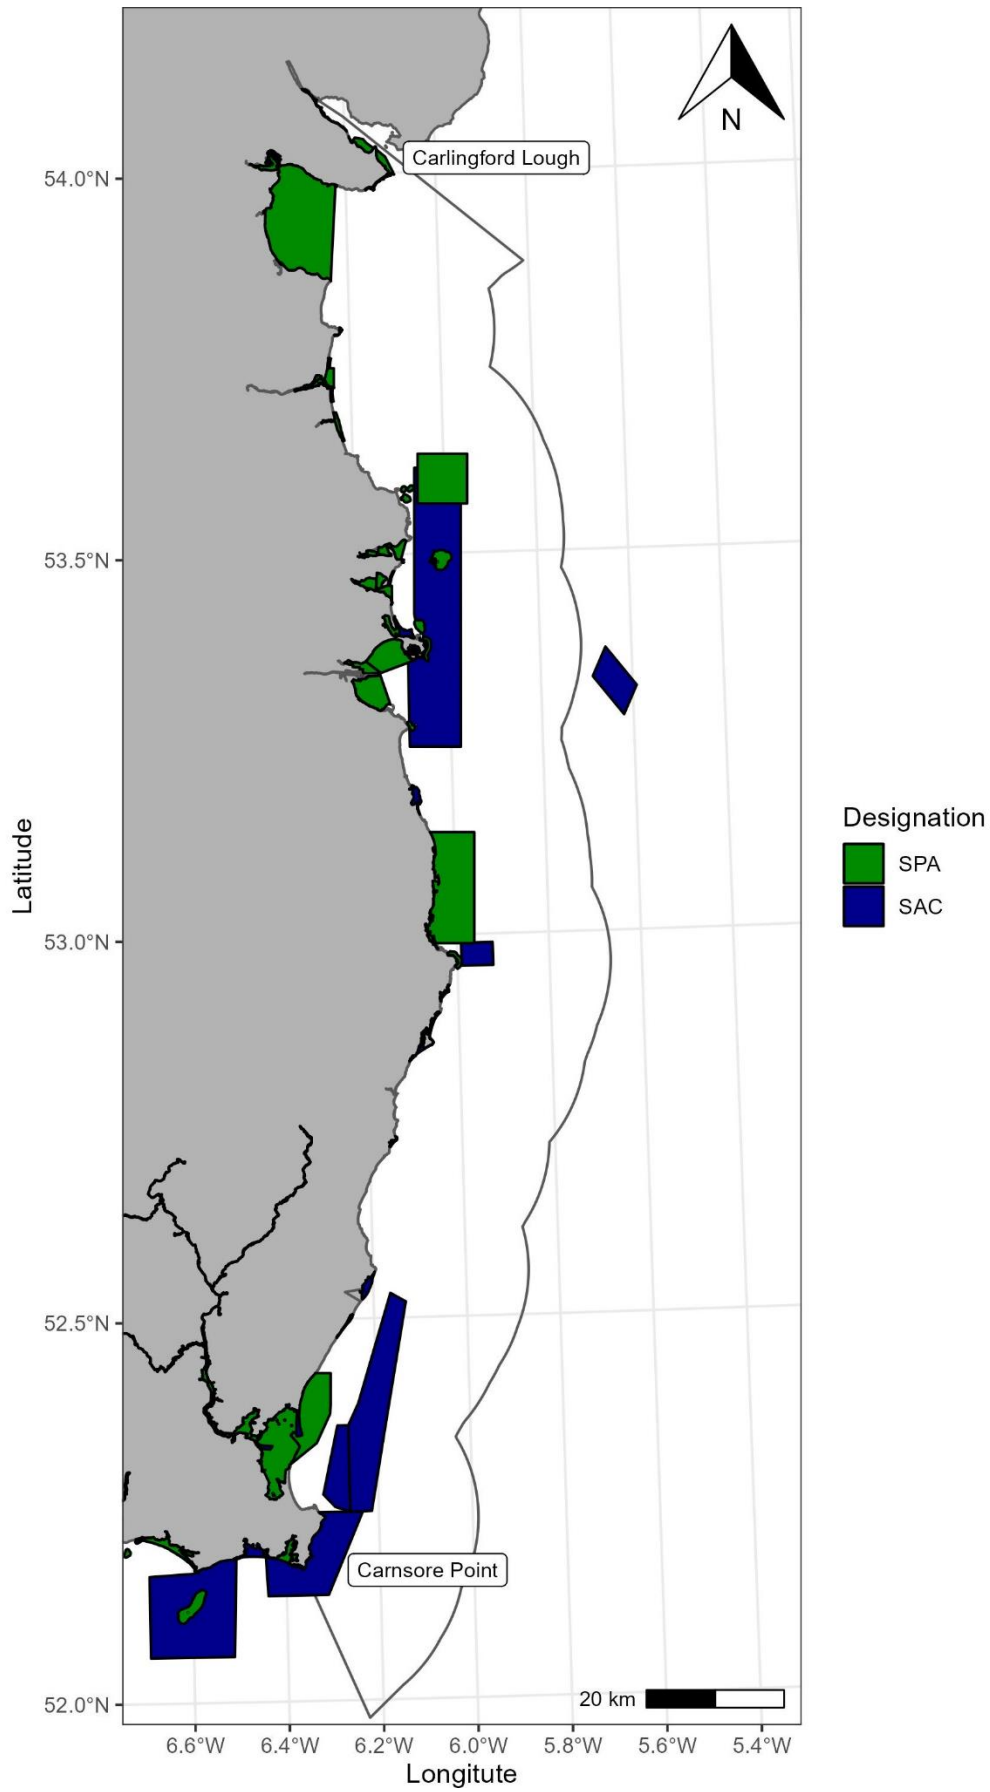 N
Carlingford Lough
54.0°N
53.5°N
53.0°N
52.5°N
52.0°N
Latitude
Designation
SPA
SAC
Carnsore Point
20 km
6.6°W 6.4°W 6.2°W 6.0°W 5.8°W 5.6°W 5.4°W
Longitute